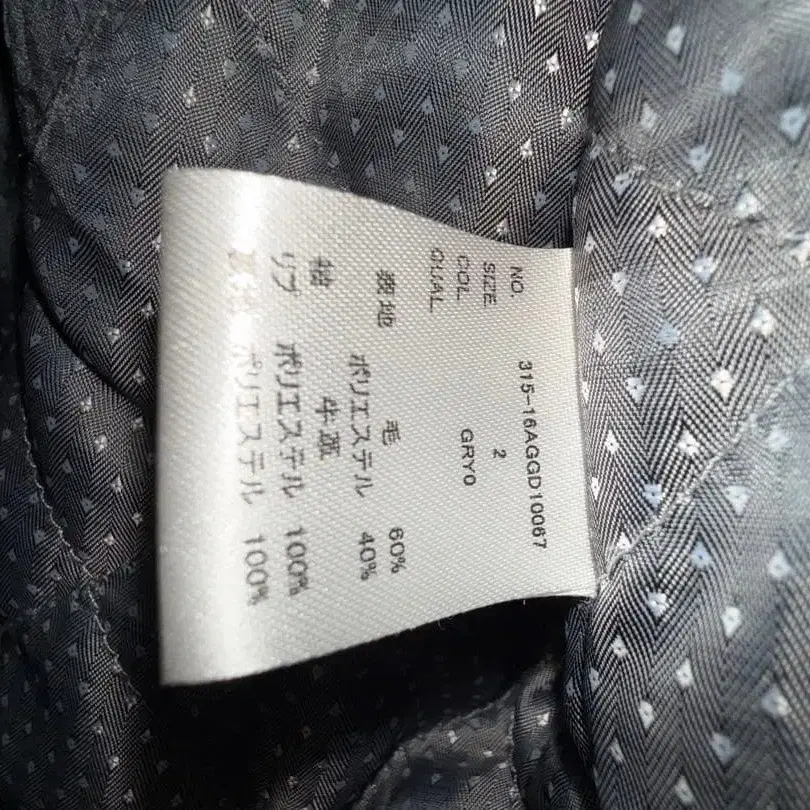 NO. 315-16AGGD10067
SIZE 2
COL. GRY0
QUAL.
表地 毛 60%
ポリエステル 40%
袖 牛革
リブ ポリエステル 100%
ポリエステル 100%